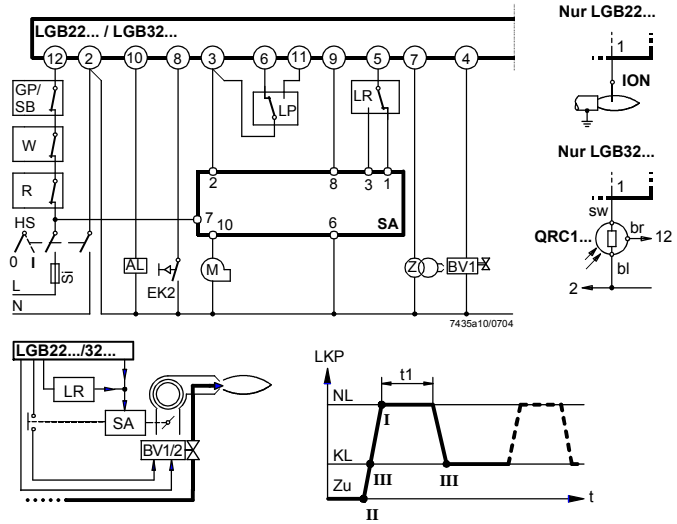 LGB22... / LGB32...
12 2 10 8 3 6 11 9 5 7 4
GP/
SB
W
R
HS
0 I
Si
L
N
LP
LR
2 8 3 1
7
10 6 SA
AL
EK2
M
Z
BV1
7435a10/0704
Nur LGB22...
1
ION
Nur LGB32...
1
sw
QRC1...
br
12
bl
2
LGB22.../32...
LR
SA
BV1/2
LKP
NL
t1
I
KL
III III
Zu
II
t